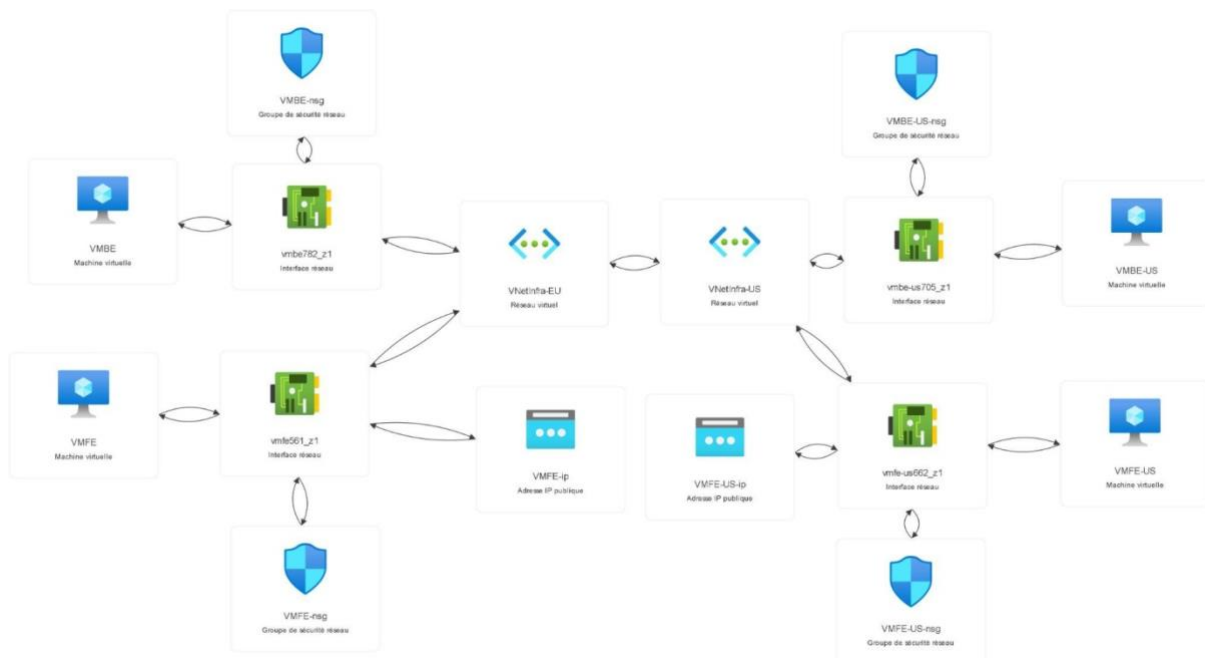 VMBE-nsg
Groupe de sécurité réseau
VMBE-US-nsg
Groupe de sécurité réseau
VMBE
Machine virtuelle
vmbe782_z1
Interface réseau
VNetInfra-EU
Réseau virtuel
VNetInfra-US
Réseau virtuel
vmbe-us705_z1
Interface réseau
VMBE-US
Machine virtuelle
VMFE
Machine virtuelle
vmfe561_z1
Interface réseau
VMFE-ip
Adresse IP publique
VMFE-US-ip
Adresse IP publique
vmfe-us662_z1
Interface réseau
VMFE-US
Machine virtuelle
VMFE-nsg
Groupe de sécurité réseau
VMFE-US-nsg
Groupe de sécurité réseau